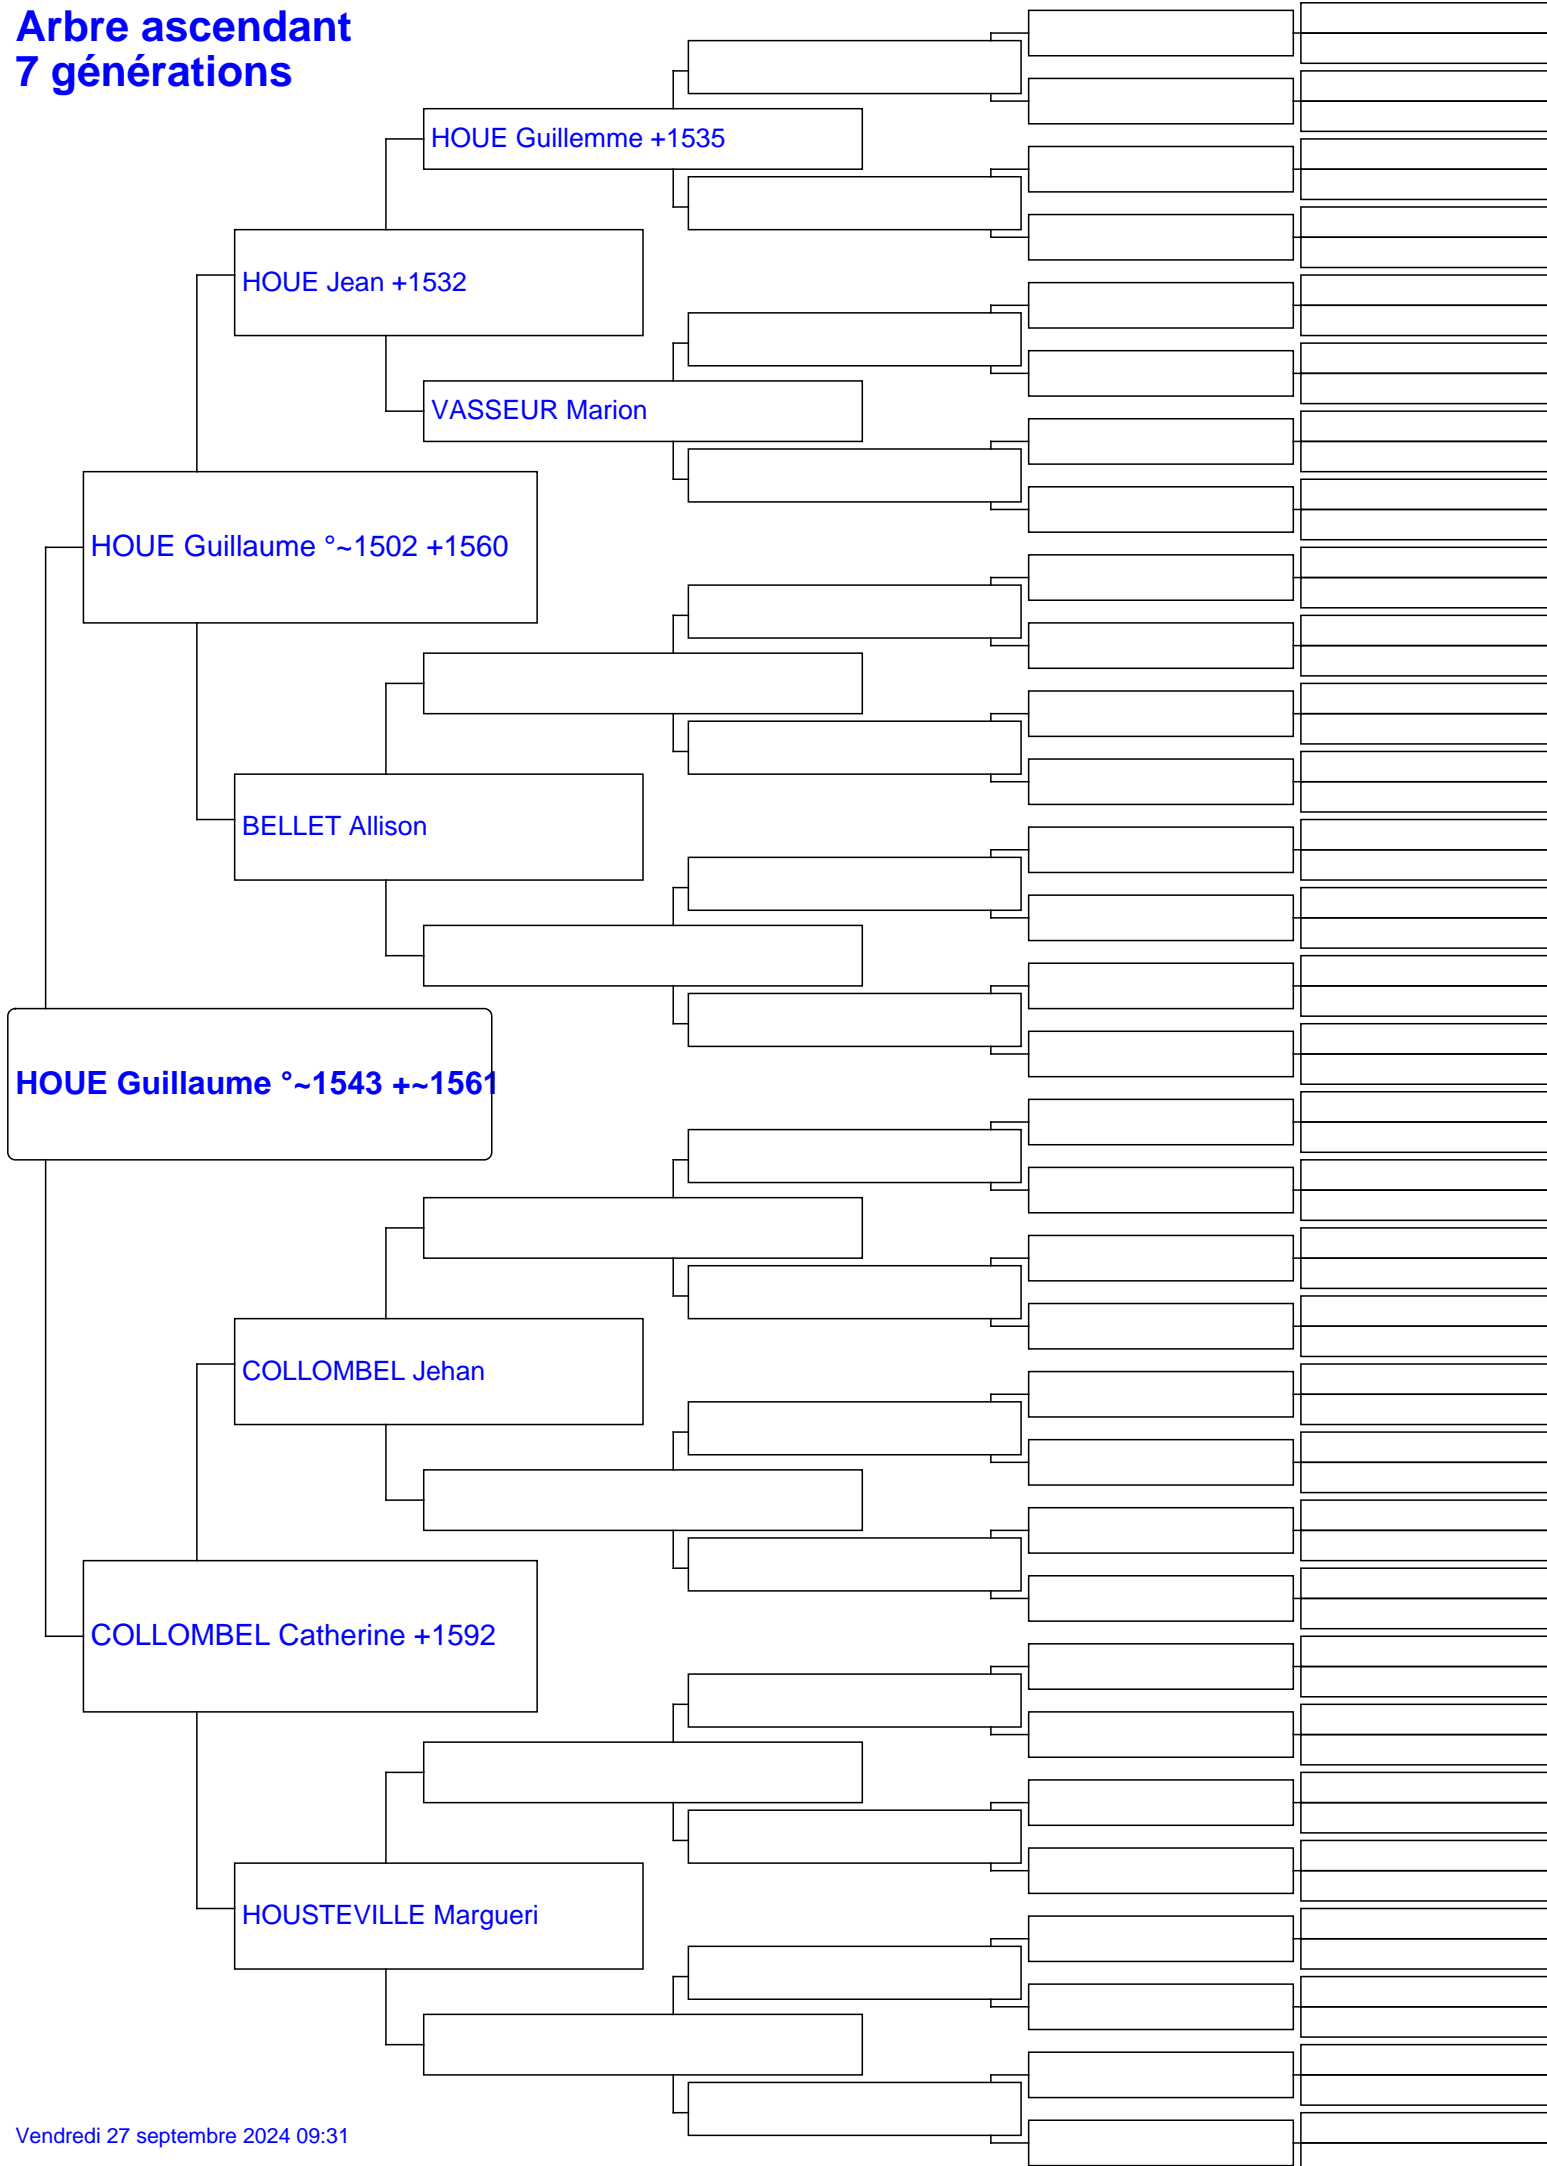 Arbre ascendant
7 générations
HOUE Guillemme +1535
HOUE Jean +1532
VASSEUR Marion
HOUE Guillaume °~1502 +1560
BELLET Allison
HOUE Guillaume °~1543 +~1561
COLLOMBEL Jehan
COLLOMBEL Catherine +1592
HOUSTEVILLE Margueri
Vendredi 27 septembre 2024 09:31